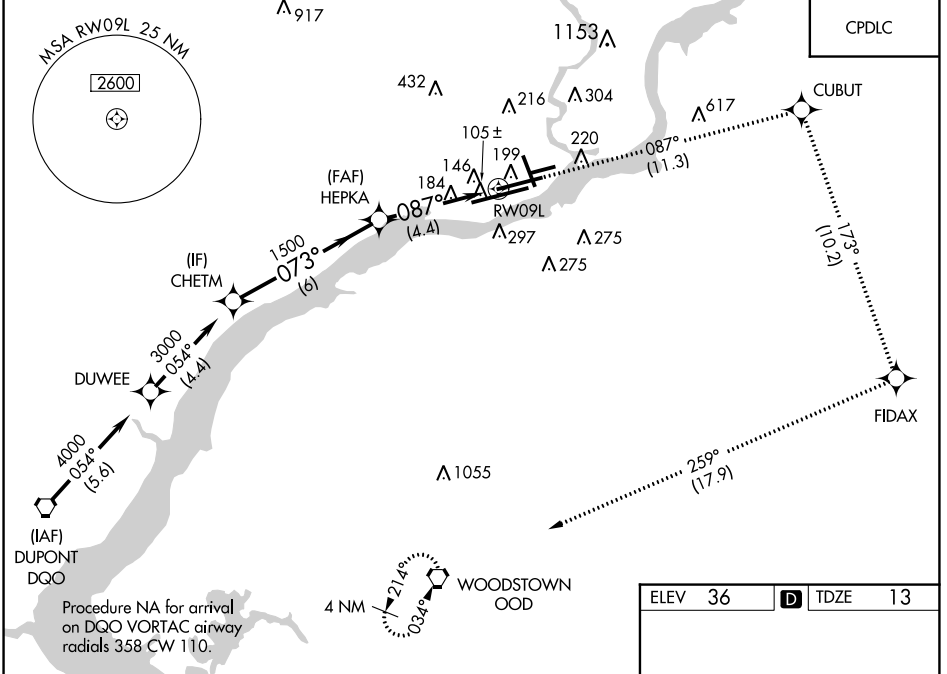 917
MSA RW09L 25 NM
2600
1153
CPDLC
432
216
304
617
CUBUT
105 ±
199
220
087°
(11.3)
146
184
(FAF)
HEPKA
087°
(4.4)
RW09L
297
275
275
173°
(10.2)
1500
073°
(6)
(IF)
CHETM
3000
054°
(4.4)
DUWEE
4000
054°
(5.6)
(IAF)
DUPONT
DQO
FIDAX
259°
(17.9)
1055
214°
034°
4 NM
WOODSTOWN
OOD
Procedure NA for arrival
on DQO VORTAC airway
radials 358 CW 110.
ELEV 36 D TDZE 13